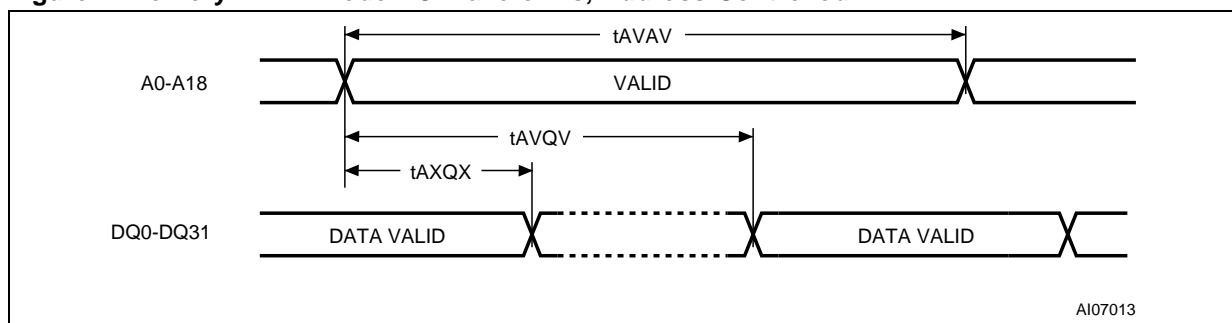 tAVAV
A0-A18
VALID
tAVQV
tAXQX
DQ0-DQ31
DATA VALID
DATA VALID
AI07013